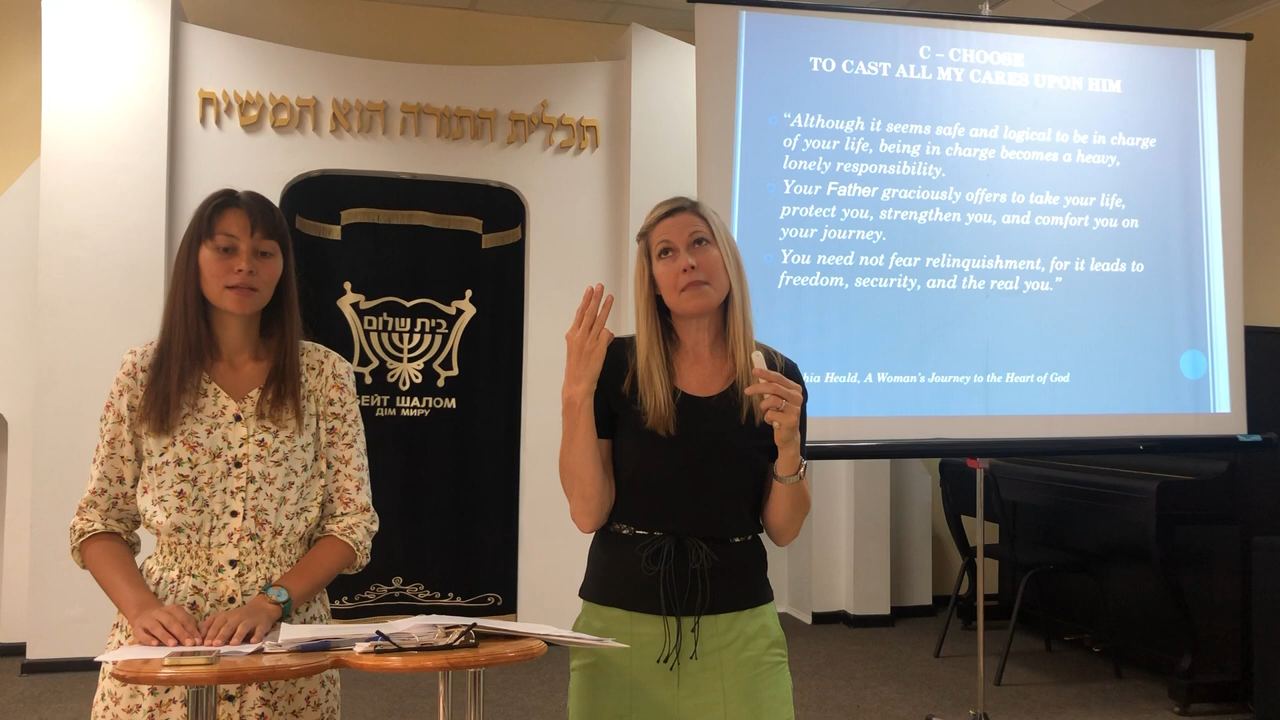 תכלית התורה הוא המשיח
בית שלום
БЕЙТ ШАЛОМ
ДІМ МИРУ
C – CHOOSE
TO CAST ALL MY CARES UPON HIM
“Although it seems safe and logical to be in charge
of your life, being in charge becomes a heavy,
lonely responsibility.
Your Father graciously offers to take your life,
protect you, strengthen you, and comfort you on
your journey.
You need not fear relinquishment, for it leads to
freedom, security, and the real you.”
Heald, A Woman’s Journey to the Heart of God